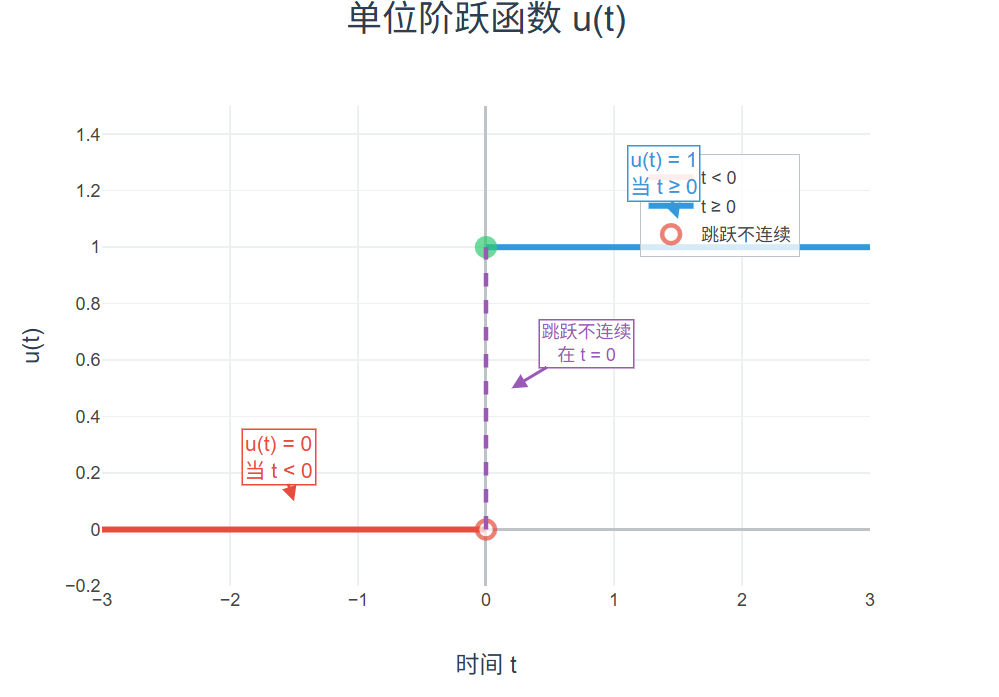 单位阶跃函数 u(t)
1.4
1.2
1
0.8
0.6
0.4
0.2
0
−0.2
u(t)
u(t) = 1
当 t ≥ 0
t < 0
t ≥ 0
跳跃不连续
跳跃不连续
在 t = 0
u(t) = 0
当 t < 0
−3
−2
−1
0
1
2
3
时间 t